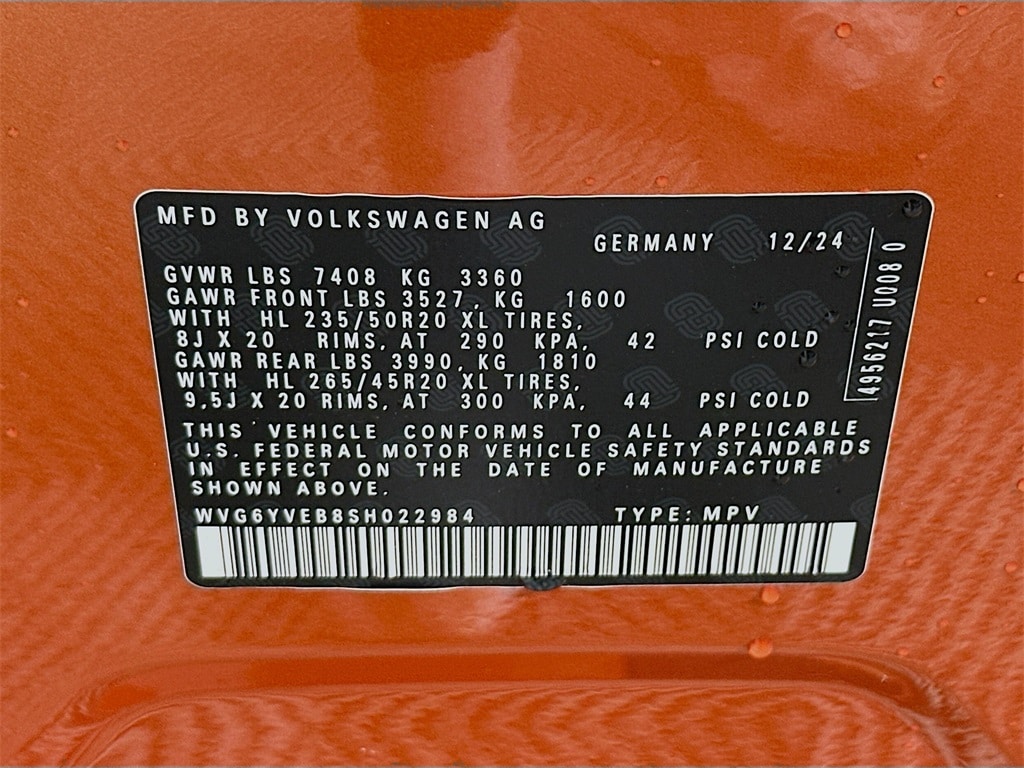 MFD BY VOLKSWAGEN AG
GERMANY 12/24
GVWR LBS 7408 KG 3360
GAWR FRONT LBS 3527, KG 1600
WITH HL 235/50R20 XL TIRES,
8J X 20 RIMS, AT 290 KPA, 42 PSI COLD
GAWR REAR LBS 3990, KG 1810
WITH HL 265/45R20 XL TIRES,
9,5J X 20 RIMS, AT 300 KPA, 44 PSI COLD
THIS VEHICLE CONFORMS TO ALL APPLICABLE
U.S. FEDERAL MOTOR VEHICLE SAFETY STANDARDS
IN EFFECT ON THE DATE OF MANUFACTURE
SHOWN ABOVE.
WVG6YVEB8SH022984 TYPE: MPV
4956217 U008 0